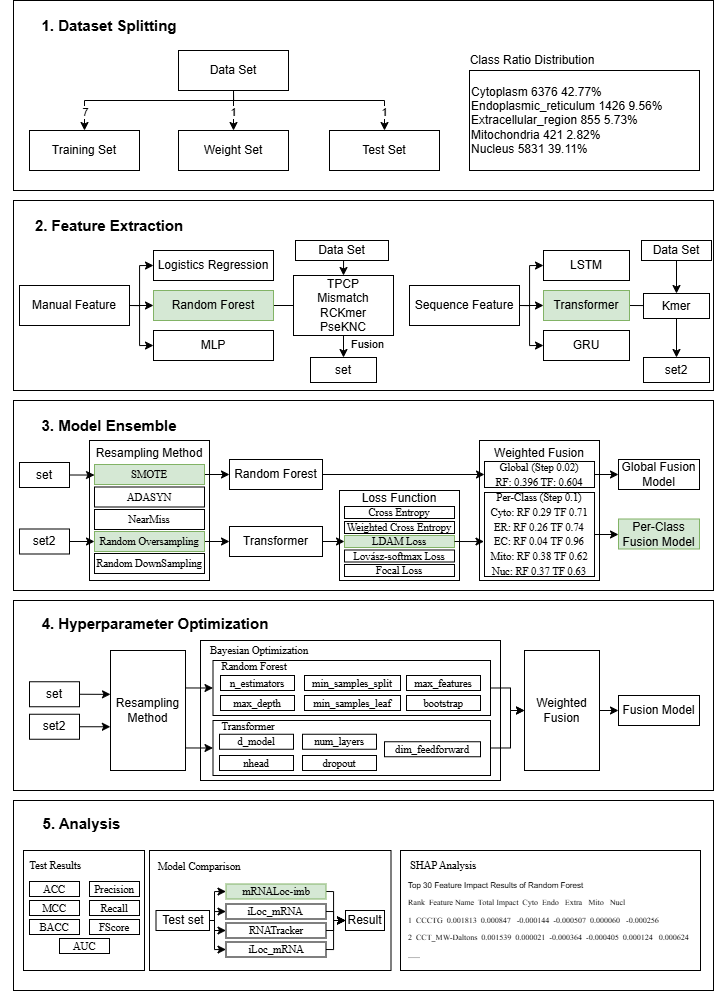 1. Dataset Splitting
Data Set
7
1
1
Training Set
Weight Set
Test Set
Class Ratio Distribution
Cytoplasm 6376 42.77%
Endoplasmic_reticulum 1426 9.56%
Extracellular_region 855 5.73%
Mitochondria 421 2.82%
Nucleus 5831 39.11%
2. Feature Extraction
Manual Feature
Logistics Regression
Random Forest
MLP
Data Set
TPCP
Mismatch
RCKmer
PseKNC
Fusion
set
Sequence Feature
LSTM
Transformer
GRU
Data Set
Kmer
set2
3. Model Ensemble
set
set2
Resampling Method
SMOTE
ADASYN
NearMiss
Random Oversampling
Random DownSampling
Random Forest
Transformer
Loss Function
Cross Entropy
Weighted Cross Entropy
LDAM Loss
Lovász-softmax Loss
Focal Loss
Weighted Fusion
Global (Step 0.02)
RF: 0.396 TF: 0.604
Per-Class (Step 0.1)
Cyto: RF 0.29 TF 0.71
ER: RF 0.26 TF 0.74
EC: RF 0.04 TF 0.96
Mito: RF 0.38 TF 0.62
Nuc: RF 0.37 TF 0.63
Global Fusion
Model
Per-Class
Fusion Model
4. Hyperparameter Optimization
set
set2
Resampling
Method
Bayesian Optimization
Random Forest
n_estimators
min_samples_split
max_features
max_depth
min_samples_leaf
bootstrap
Transformer
d_model
num_layers
dim_feedforward
nhead
dropout
Weighted
Fusion
Fusion Model
5. Analysis
Test Results
ACC
Precision
MCC
Recall
BACC
FScore
AUC
Model Comparison
Test set
mRNALoc-imb
iLoc_mRNA
RNATracker
iLoc_mRNA
Result
SHAP Analysis
Top 30 Feature Impact Results of Random Forest
Rank Feature Name Total Impact Cyto Endo Extra Mito Nucl
1 CCCTG 0.001813 0.000847 -0.000144 -0.000507 0.000060 -0.000256
2 CCT_MW-Daltons 0.001539 0.000021 -0.000364 -0.000405 0.000124 0.000624
......